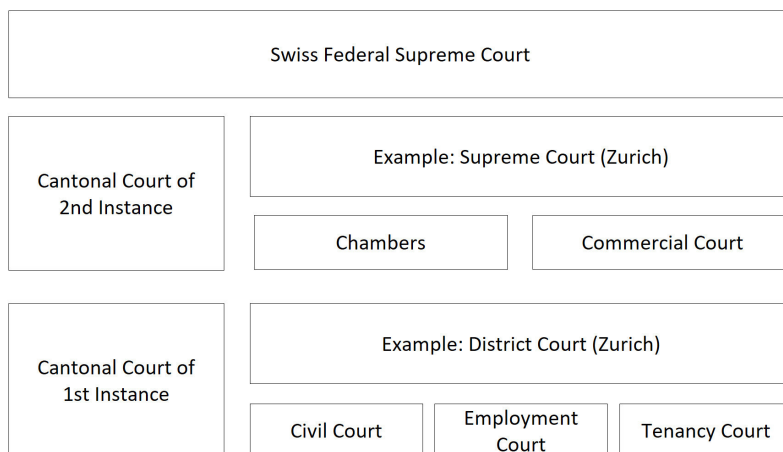 Swiss Federal Supreme Court
Cantonal Court of
2nd Instance
Example: Supreme Court (Zurich)
Chambers
Commercial Court
Cantonal Court of
1st Instance
Example: District Court (Zurich)
Civil Court
Employment
Court
Tenancy Court